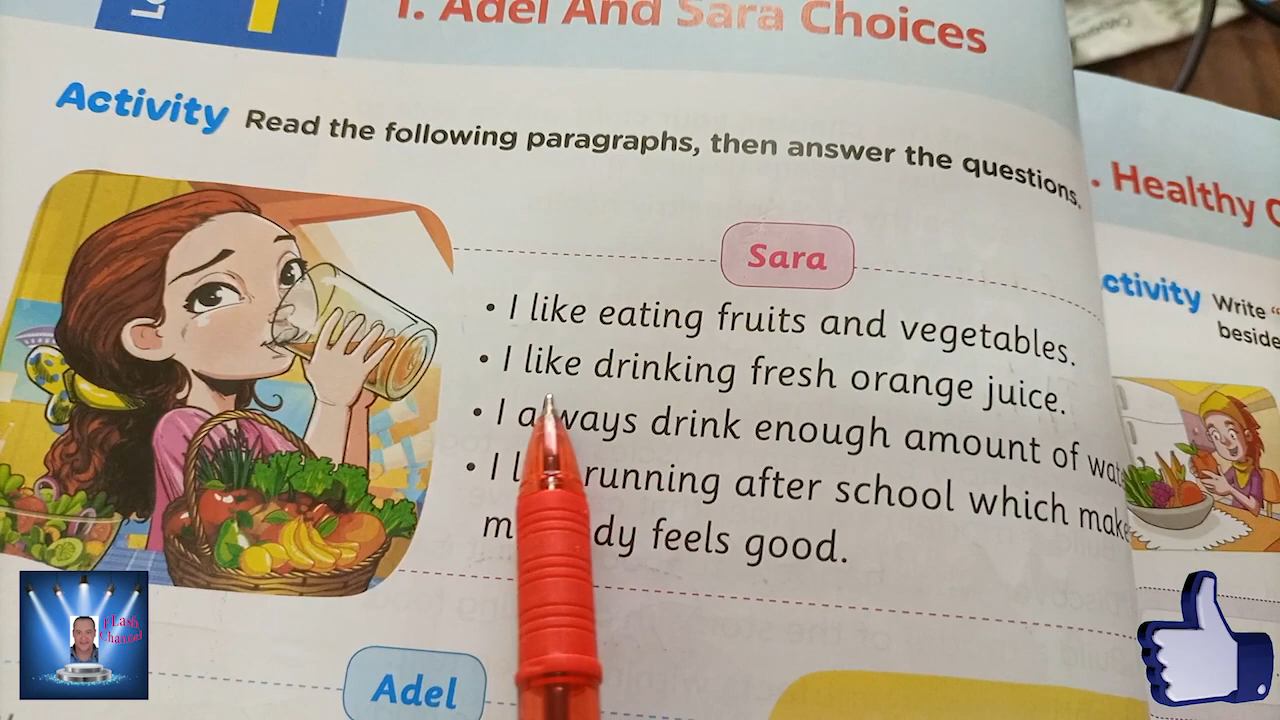 1. Adel And Sara Choices
Activity Read the following paragraphs, then answer the questions.
Sara
• I like eating fruits and vegetables.
• I like drinking fresh orange juice.
• I always drink enough amount of
• I running after school which
feels good.
Adel
. Healthy
Write
beside
Flash
Channel